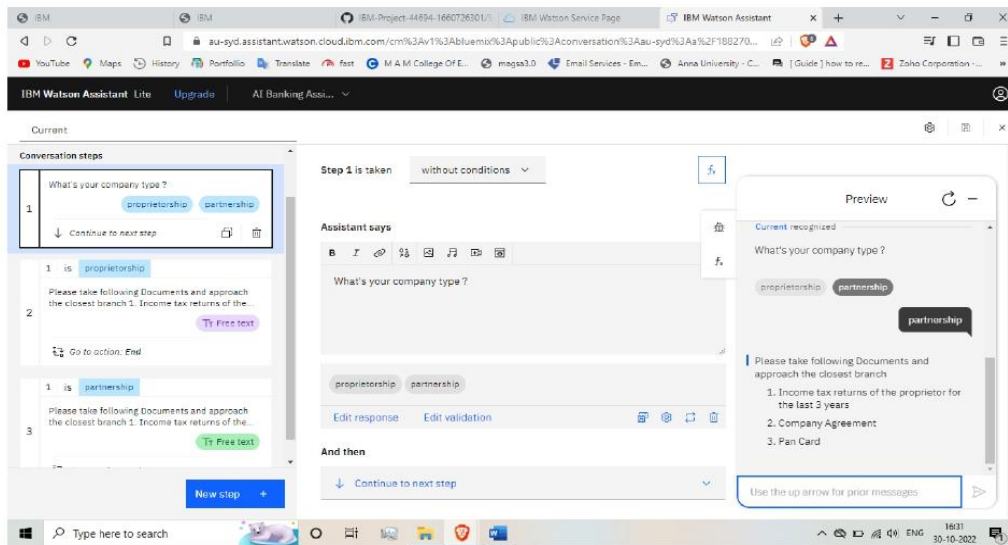 IBM
IBM
IBM-Project-44694-1660726301/
IBM Watson Service Page
IBM Watson Assistant
au-syd.assistant.watson.cloud.ibm.com/cm%3Av1%3Abluemix%3Apublic%3Aconversation%3Aau-syd%3Aa%2F188270...
YouTube
Maps
History
Portfolio
Translate
fast
M A M College Of E...
magsa3.0
Email Services - Em...
Anna University - C...
[Guide ] how to re...
Zoho Corporation -...
IBM Watson Assistant Lite
Upgrade
AI Banking Assi...
Current
Conversation steps
1
What's your company type ?
proprietorship partnership
Continue to next step
2
1 is proprietorship
Please take following Documents and approach
the closest branch 1. Income tax returns of the...
Free text
Go to action: End
3
1 is partnership
Please take following Documents and approach
the closest branch 1. Income tax returns of the...
Free text
New step +
Step 1 is taken without conditions
fx
Assistant says
B I
What's your company type ?
proprietorship partnership
Edit response Edit validation
And then
Continue to next step
fx
Preview
Current recognized
What's your company type ?
proprietorship partnership
partnership
Please take following Documents and
approach the closest branch
1. Income tax returns of the proprietor for
the last 3 years
2. Company Agreement
3. Pan Card
Use the up arrow for prior messages
Type here to search
ENG
16:31
30-10-2022